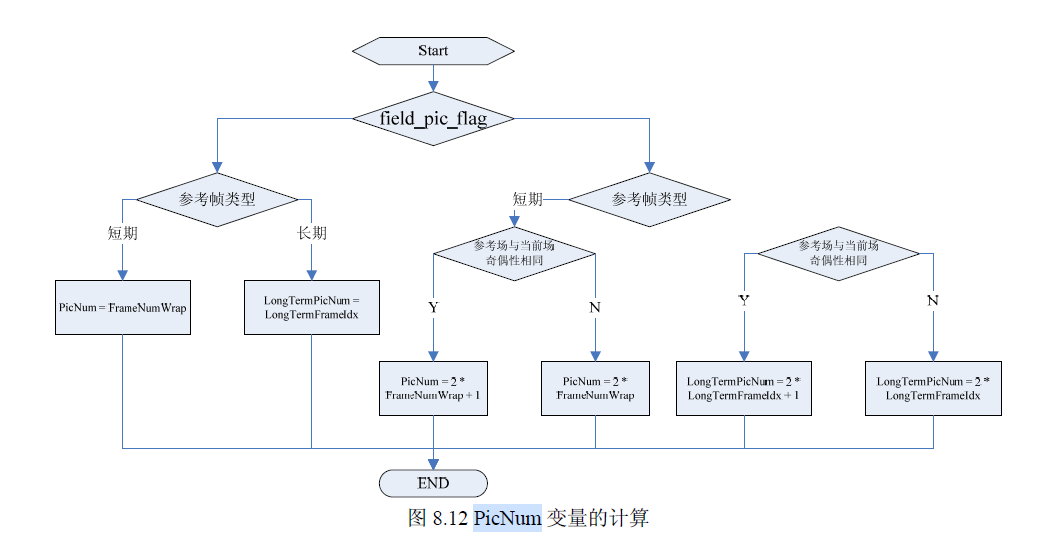 Start
field_pic_flag
参考帧类型
短期
参考帧类型
短期
长期
参考场与当前场
奇偶性相同
参考场与当前场
奇偶性相同
PicNum = FrameNumWrap
LongTermPicNum =
LongTermFrameIdx
Y
N
Y
N
PicNum = 2 *
FrameNumWrap + 1
PicNum = 2 *
FrameNumWrap
LongTermPicNum = 2 *
LongTermFrameIdx + 1
LongTermPicNum = 2 *
LongTermFrameIdx
END
图 8.12 PicNum 变量的计算